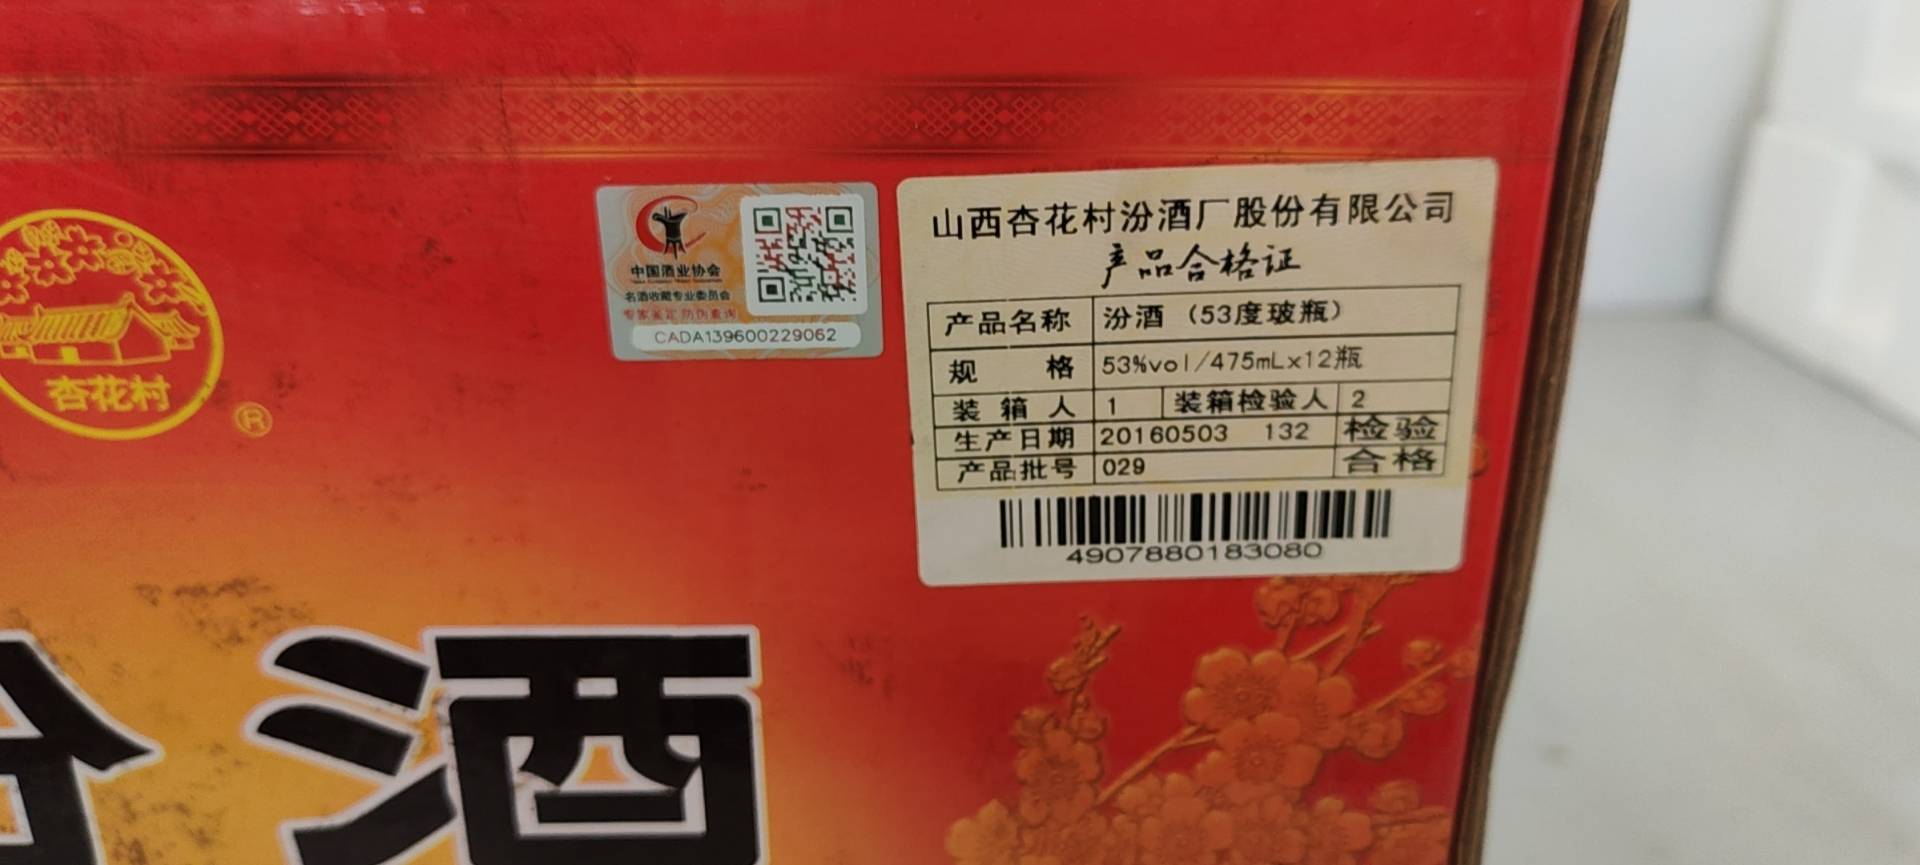 杏花村
®
中国酒业协会
名酒收藏专业委员会
专家鉴定 防伪查询
CADA139600229062
山西杏花村汾酒厂股份有限公司
产品合格证
产品名称 汾酒（53度玻瓶）
规 格 53%vol/475mLx12瓶
装 箱 人 1 装箱检验人 2
生产日期 20160503 132 检验
产品批号 029 合格
4907880183080
酒